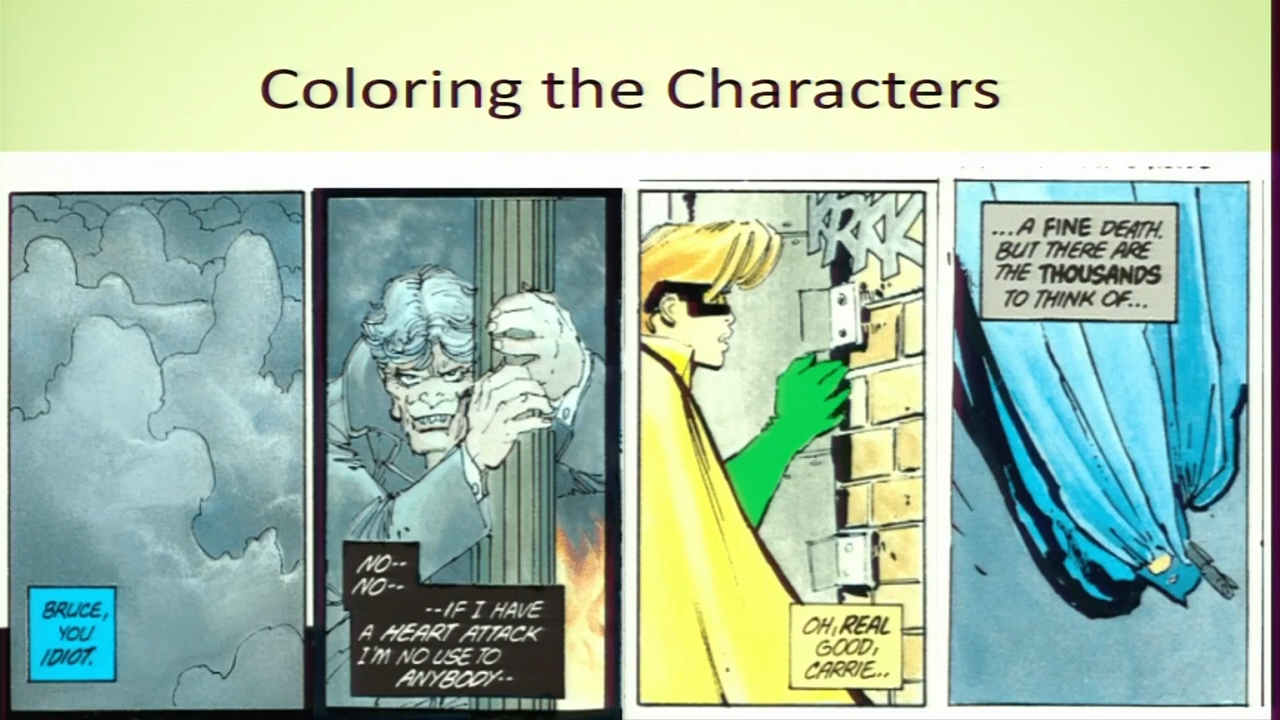 Coloring the Characters
BRUCE,
YOU
IDIOT.
NO--
NO--
--IF I HAVE
A HEART ATTACK
I'M NO USE TO
ANYBODY--
KRKK
OH, REAL
GOOD,
CARRIE..
...A FINE DEATH.
BUT THERE ARE
THE THOUSANDS
TO THINK OF...